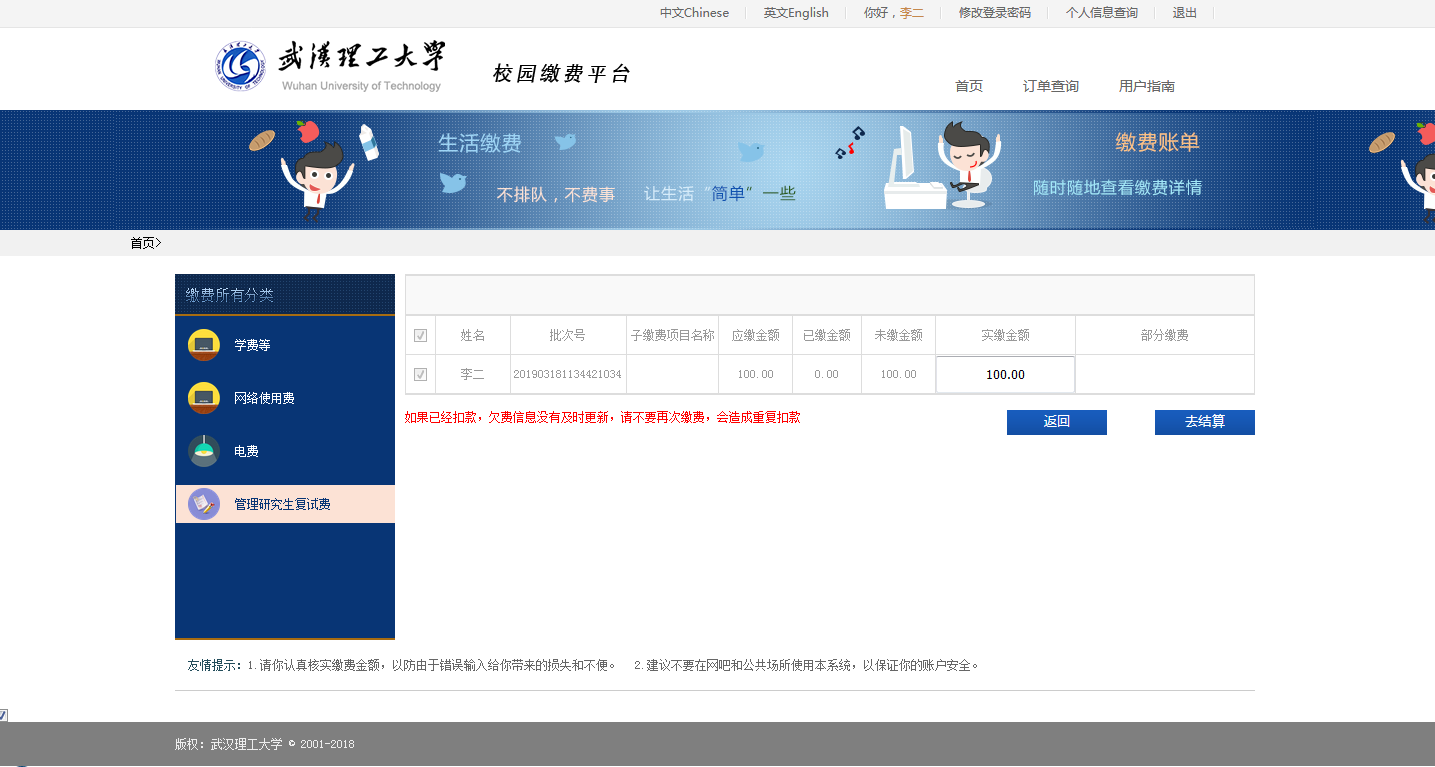 中文Chinese 英文English 你好，李二 修改登录密码 个人信息查询 退出
武汉理工大学
Wuhan University of Technology
校园缴费平台
首页 订单查询 用户指南
生活缴费
不排队，不费事 让生活“简单”一些
缴费账单
随时随地查看缴费详情
首页>
缴费所有分类
学费等
网络使用费
电费
管理研究生复试费
姓名 批次号 子缴费项目名称 应缴金额 已缴金额 未缴金额 实缴金额 部分缴费
李二 201903181134421034 100.00 0.00 100.00 100.00
如果已经扣款，欠费信息没有及时更新，请不要再次缴费，会造成重复扣款
返回 去结算
友情提示：1.请你认真核实缴费金额，以防由于错误输入给你带来的损失和不便。 2.建议不要在网吧和公共场所使用本系统，以保证你的账户安全。
版权：武汉理工大学 © 2001-2018